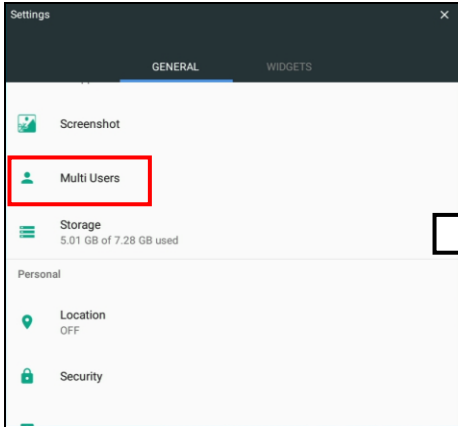 Settings
GENERAL WIDGETS
Screenshot
Multi Users
Storage
5.01 GB of 7.28 GB used
Personal
Location
OFF
Security